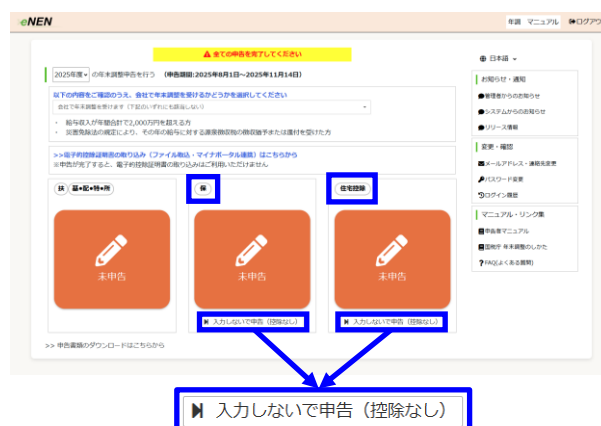 eNEN
年調 マニュアル
ログアウ
全ての申告を完了してください
日本語
2025年度 の年末調整申告を行う (申告期間:2025年8月1日~2025年11月14日)
以下の内容をご確認のうえ、会社で年末調整を受けるかどうかを選択してください
会社で年末調整を受けます(下記のいずれにも該当しない)
・ 給与収入が年間合計で2,000万円を超える方
・ 災害免除法の規定により、その年の給与に対する源泉徴収税の徴収猶予または還付を受けた方
>>電子的控除証明書の取り込み(ファイル取込・マイナポータル連携)はこちらから
※申告が完了すると、電子的控除証明書の取り込みはご利用いただけません
扶 基•配•特•所
保
住宅控除
未申告
未申告
未申告
入力しないで申告(控除なし)
入力しないで申告(控除なし)
>> 申告書類のダウンロードはこちらから
お知らせ・通知
管理者からのお知らせ
システムからのお知らせ
リリース情報
変更・確認
メールアドレス・連絡先変更
パスワード変更
ログイン履歴
マニュアル・リンク集
申告者マニュアル
国税庁 年末調整のしかた
FAQ(よくある質問)
入力しないで申告(控除なし)